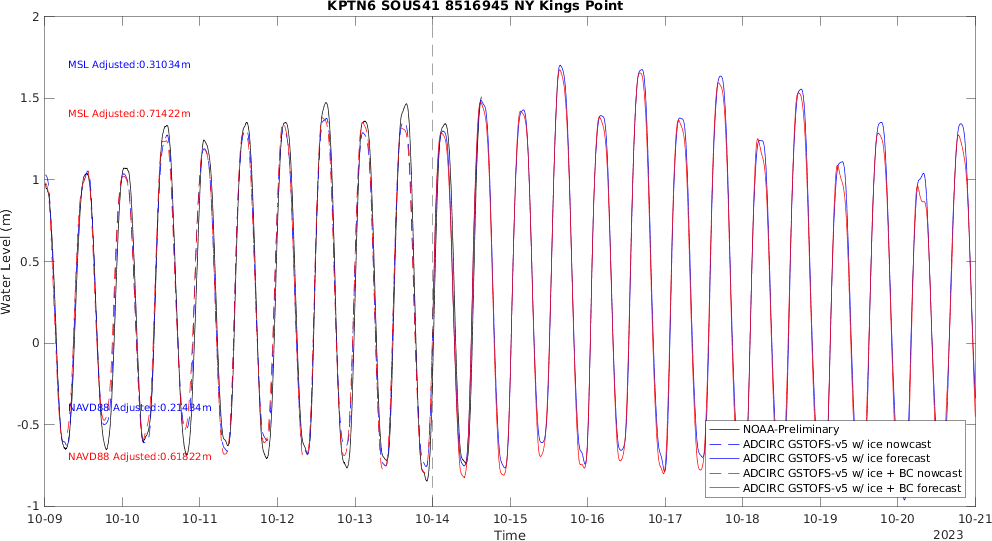 KPTN6 SOUS41 8516945 NY Kings Point
2
1.5
1
0.5
0
-0.5
-1
Water Level (m)
MSL Adjusted:0.31034m
MSL Adjusted:0.71422m
NAVD88 Adjusted:0.21434m
NAVD88 Adjusted:0.61822m
NOAA-Preliminary
ADCIRC GSTOFS-v5 w/ ice nowcast
ADCIRC GSTOFS-v5 w/ ice forecast
ADCIRC GSTOFS-v5 w/ ice + BC nowcast
ADCIRC GSTOFS-v5 w/ ice + BC forecast
10-09 10-10 10-11 10-12 10-13 10-14 10-15 10-16 10-17 10-18 10-19 10-20 10-21
Time
2023